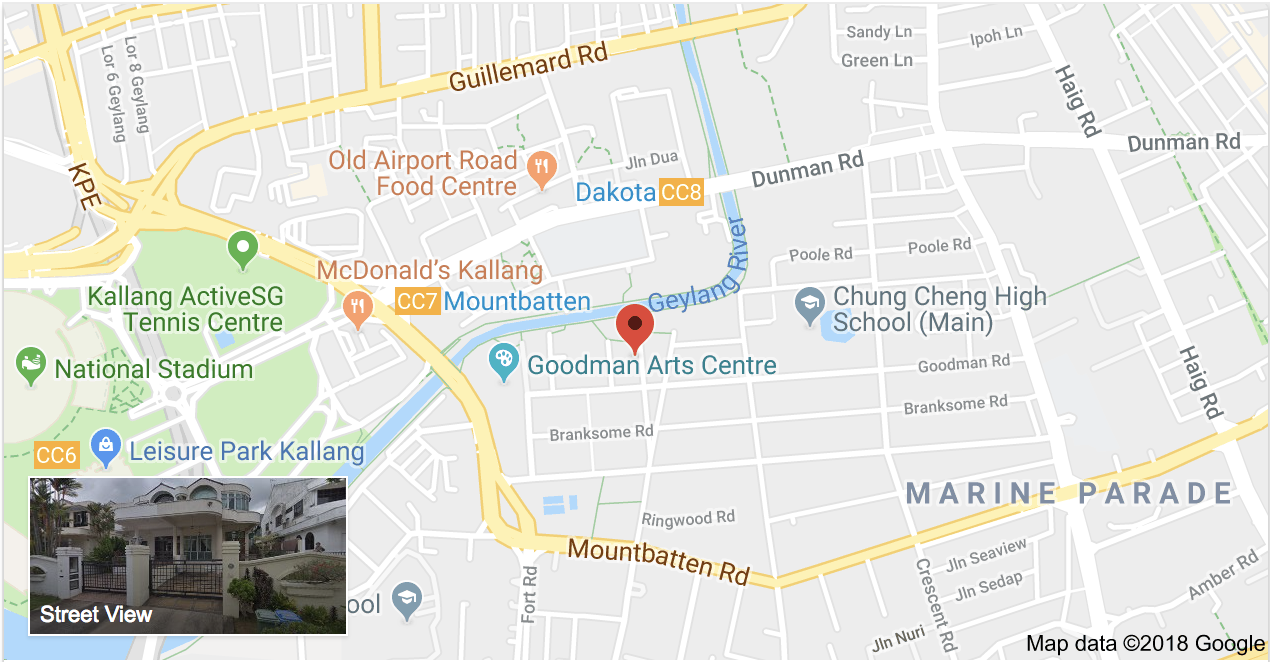 Sandy Ln
Ipoh Ln
Green Ln
Lor 8 Geylang
Lor 6 Geylang
Guillemard Rd
Haig Rd
Dunman Rd
Old Airport Road
Food Centre
Jln Dua
Dunman Rd
KPE
Dakota CC8
Geylang River
Poole Rd
Poole Rd
McDonald's Kallang
CC7 Mountbatten
Kallang ActiveSG
Tennis Centre
Chung Cheng High
School (Main)
National Stadium
Goodman Arts Centre
Goodman Rd
Haig Rd
Branksome Rd
Branksome Rd
CC6
Leisure Park Kallang
MARINE PARADE
Ringwood Rd
Mountbatten Rd
Jln Seaview
Jln Sedap
Amber Rd
Fort Rd
Crescent Rd
Street View
ool
Jln Nuri
Map data ©2018 Google